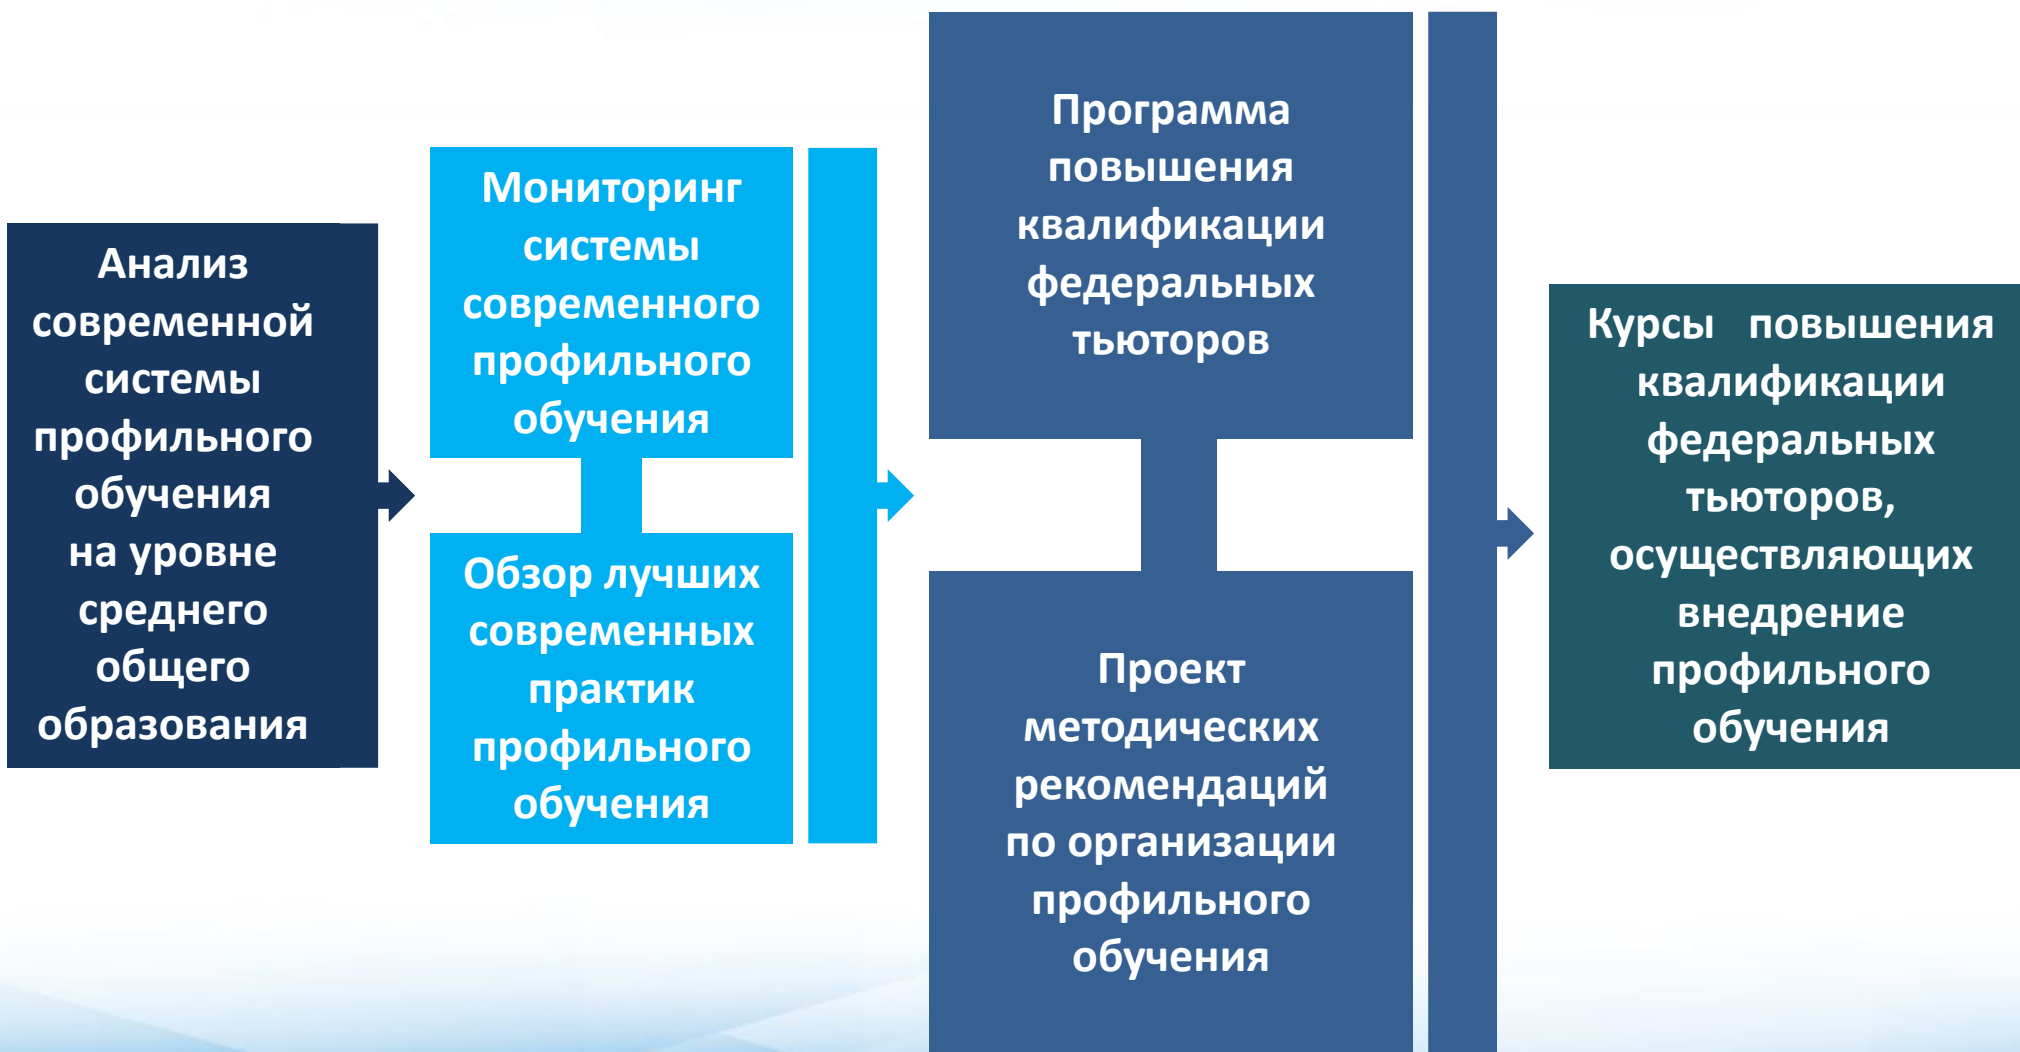 Анализ
современной
системы
профильного
обучения
на уровне
среднего
общего
образования
Мониторинг
системы
современного
профильного
обучения
Обзор лучших
современных
практик
профильного
обучения
Программа
повышения
квалификации
федеральных
тьюторов
Проект
методических
рекомендаций
по организации
профильного
обучения
Курсы повышения
квалификации
федеральных
тьюторов,
осуществляющих
внедрение
профильного
обучения